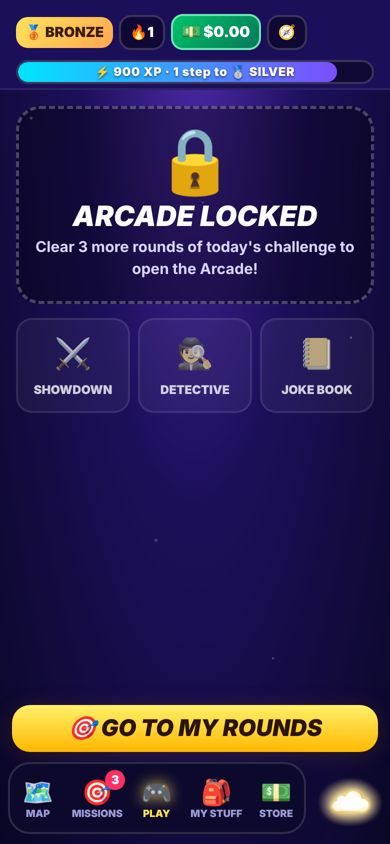 BRONZE
1
$0.00
900 XP · 1 step to SILVER
ARCADE LOCKED
Clear 3 more rounds of today's challenge to
open the Arcade!
SHOWDOWN
DETECTIVE
JOKE BOOK
GO TO MY ROUNDS
3
MAP
MISSIONS
PLAY
MY STUFF
STORE